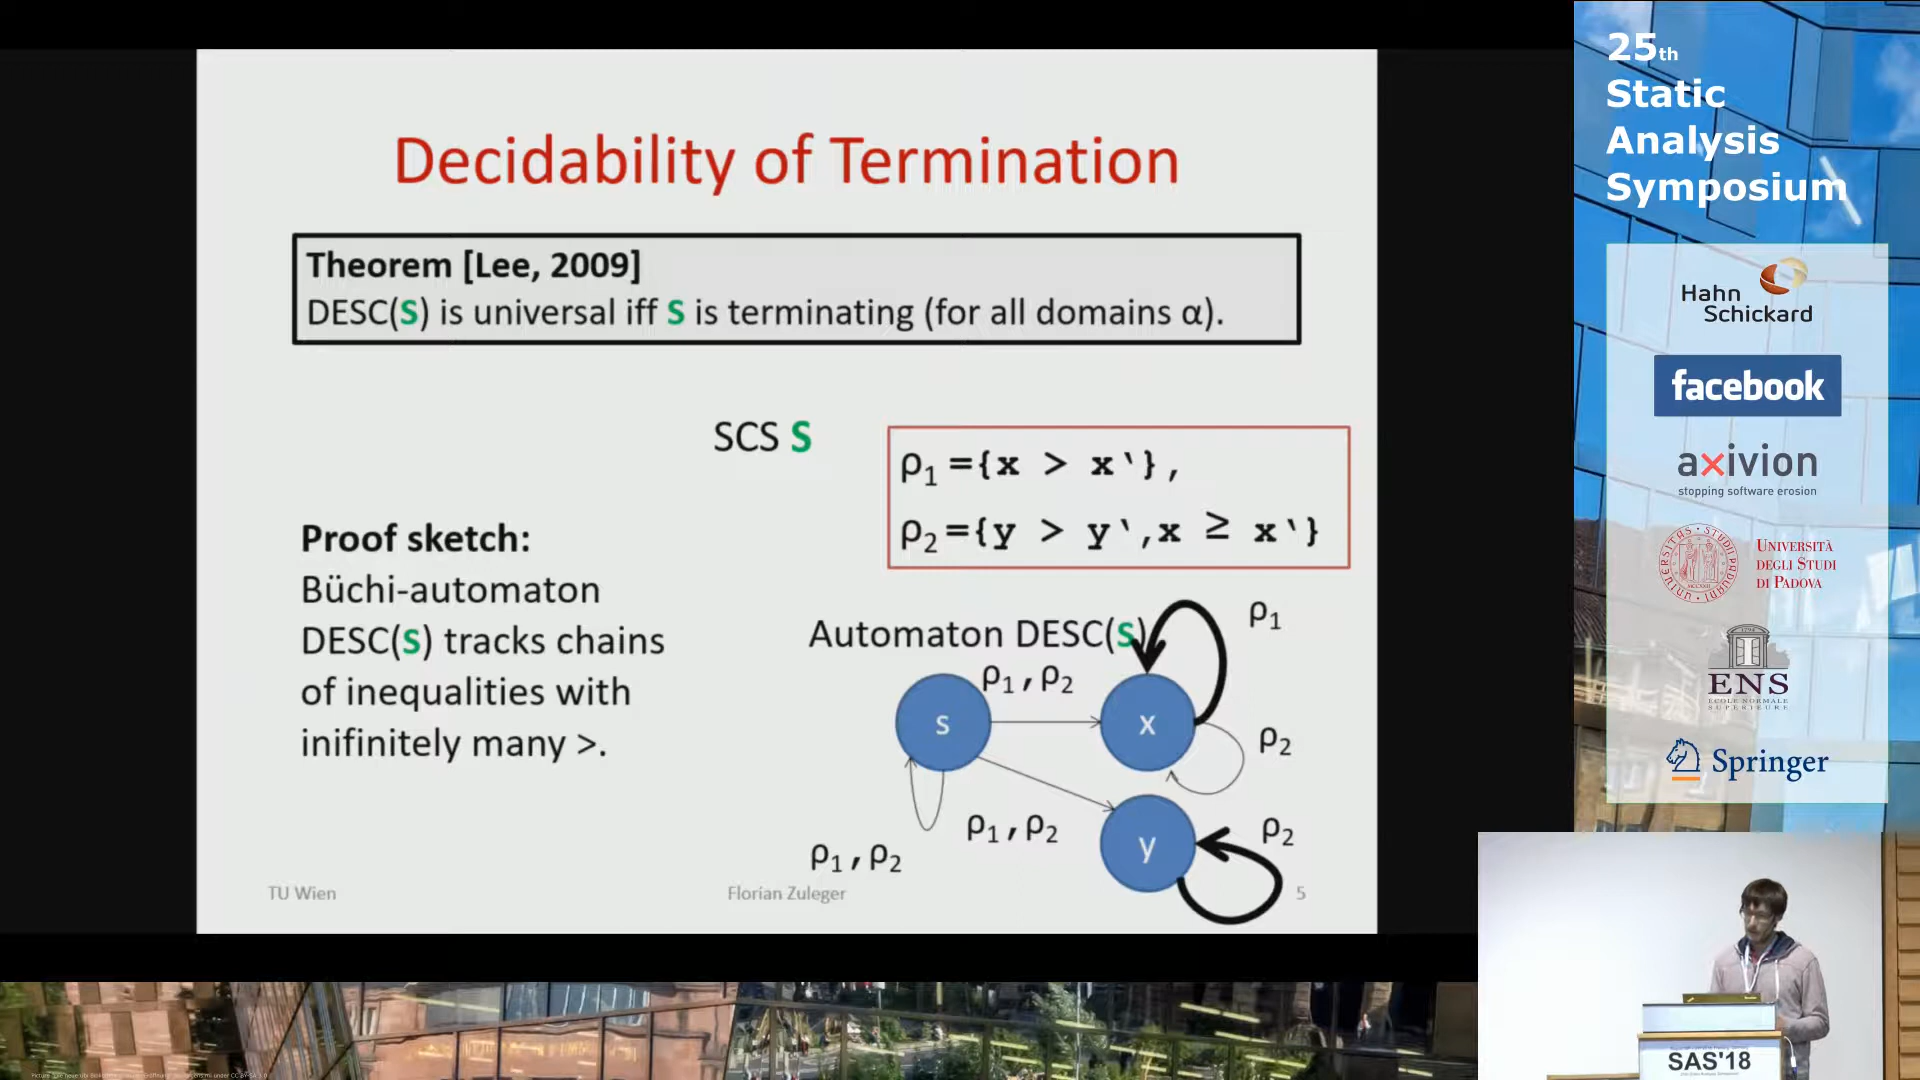 Decidability of Termination
Theorem [Lee, 2009]
DESC(S) is universal iff S is terminating (for all domains α).
SCS S
ρ1 ={x > x‵},
ρ2={y > y‵,x ≥ x‵}
Proof sketch:
Büchi-automaton
DESC(S) tracks chains
of inequalities with
inifinitely many >.
Automaton DESC(S)
ρ1
ρ1,ρ2
s
x
ρ2
ρ1,ρ2
y
ρ2
ρ1,ρ2
TU Wien
Florian Zuleger
5
25th
Static
Analysis
Symposium
Hahn
Schickard
facebook
axivion
stopping software erosion
UNIVERSITÀ
DEGLI STUDI
DI PADOVA
ENS
ECOLE NORMALE
SUPERIEURE
Springer
SAS'18